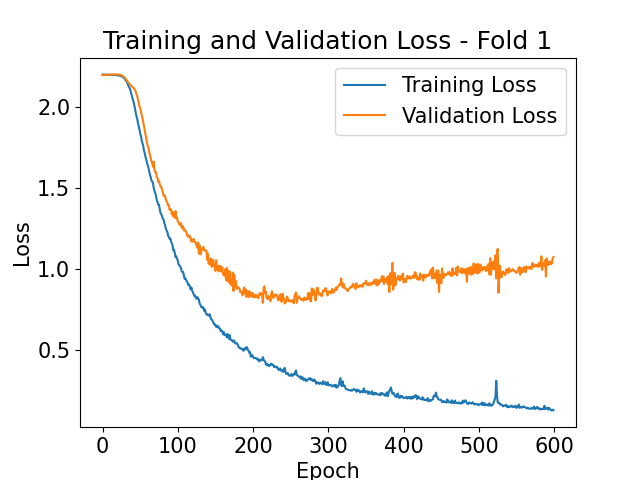 Training and Validation Loss - Fold 1
Training Loss
Validation Loss
Loss
2.0
1.5
1.0
0.5
0 100 200 300 400 500 600
Epoch